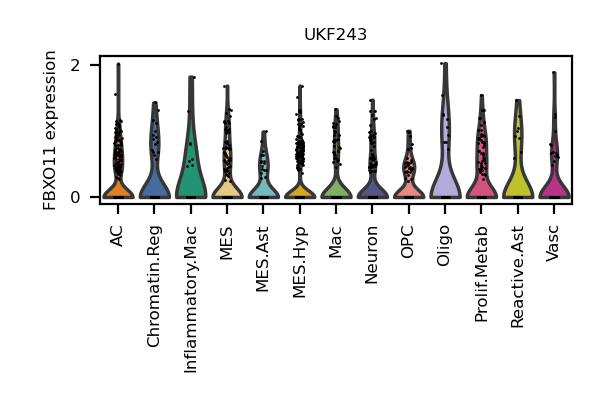 UKF243
FBXO11 expression
2
0
AC
Chromatin.Reg
Inflammatory.Mac
MES
MES.Ast
MES.Hyp
Mac
Neuron
OPC
Oligo
Prolif.Metab
Reactive.Ast
Vasc